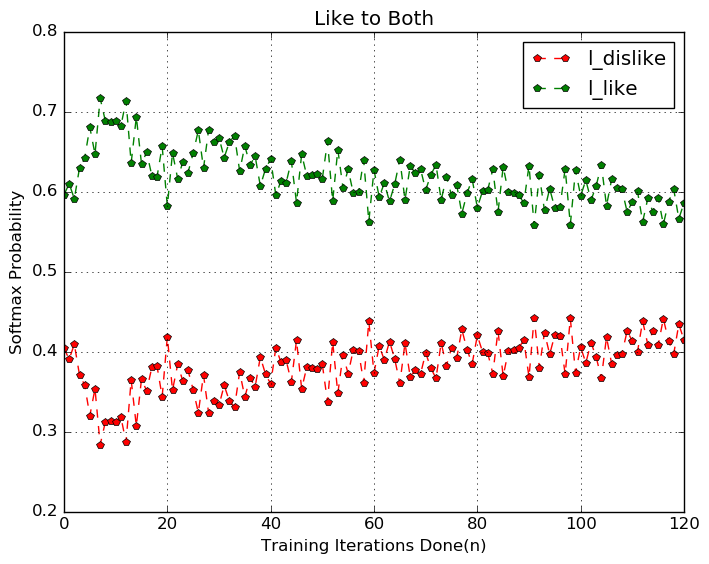 Like to Both
l_dislike
l_like
Softmax Probability
0.8
0.7
0.6
0.5
0.4
0.3
0.2
0 20 40 60 80 100 120
Training Iterations Done(n)